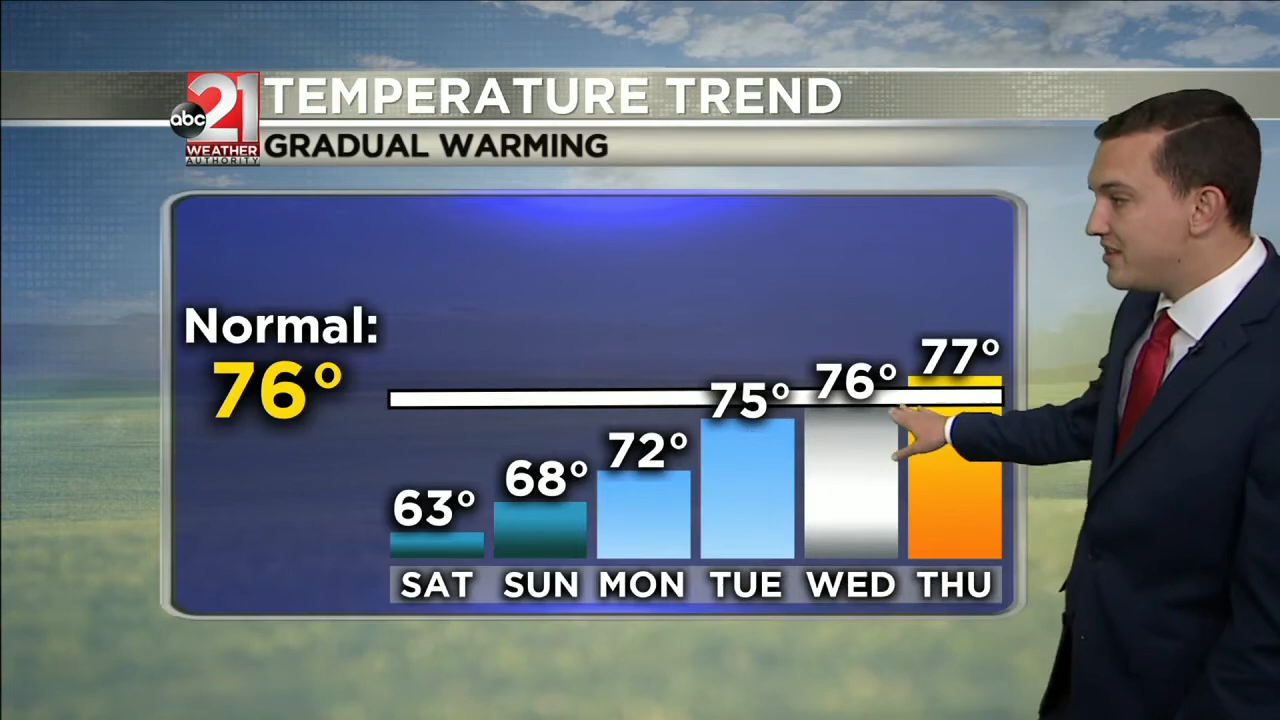 TEMPERATURE TREND
abc 21
WEATHER
AUTHORITY
GRADUAL WARMING
Normal:
76°
63° 68° 72° 75° 76° 77°
SAT SUN MON TUE WED THU